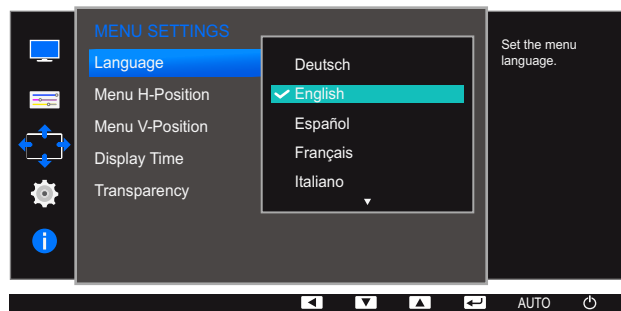 MENU SETTINGS
Language
Menu H-Position
Menu V-Position
Display Time
Transparency
Deutsch
English
Español
Français
Italiano
Set the menu
language.
AUTO